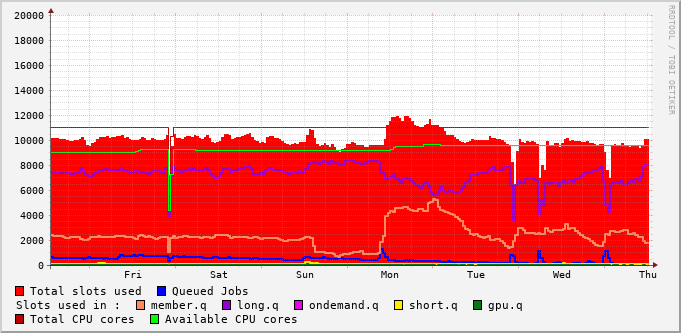 20000
18000
16000
14000
12000
10000
8000
6000
4000
2000
0
Fri Sat Sun Mon Tue Wed Thu
Total slots used Queued Jobs
Slots used in : member.q long.q ondemand.q short.q gpu.q
Total CPU cores Available CPU cores
RRDTOOL / TOBI OETIKER